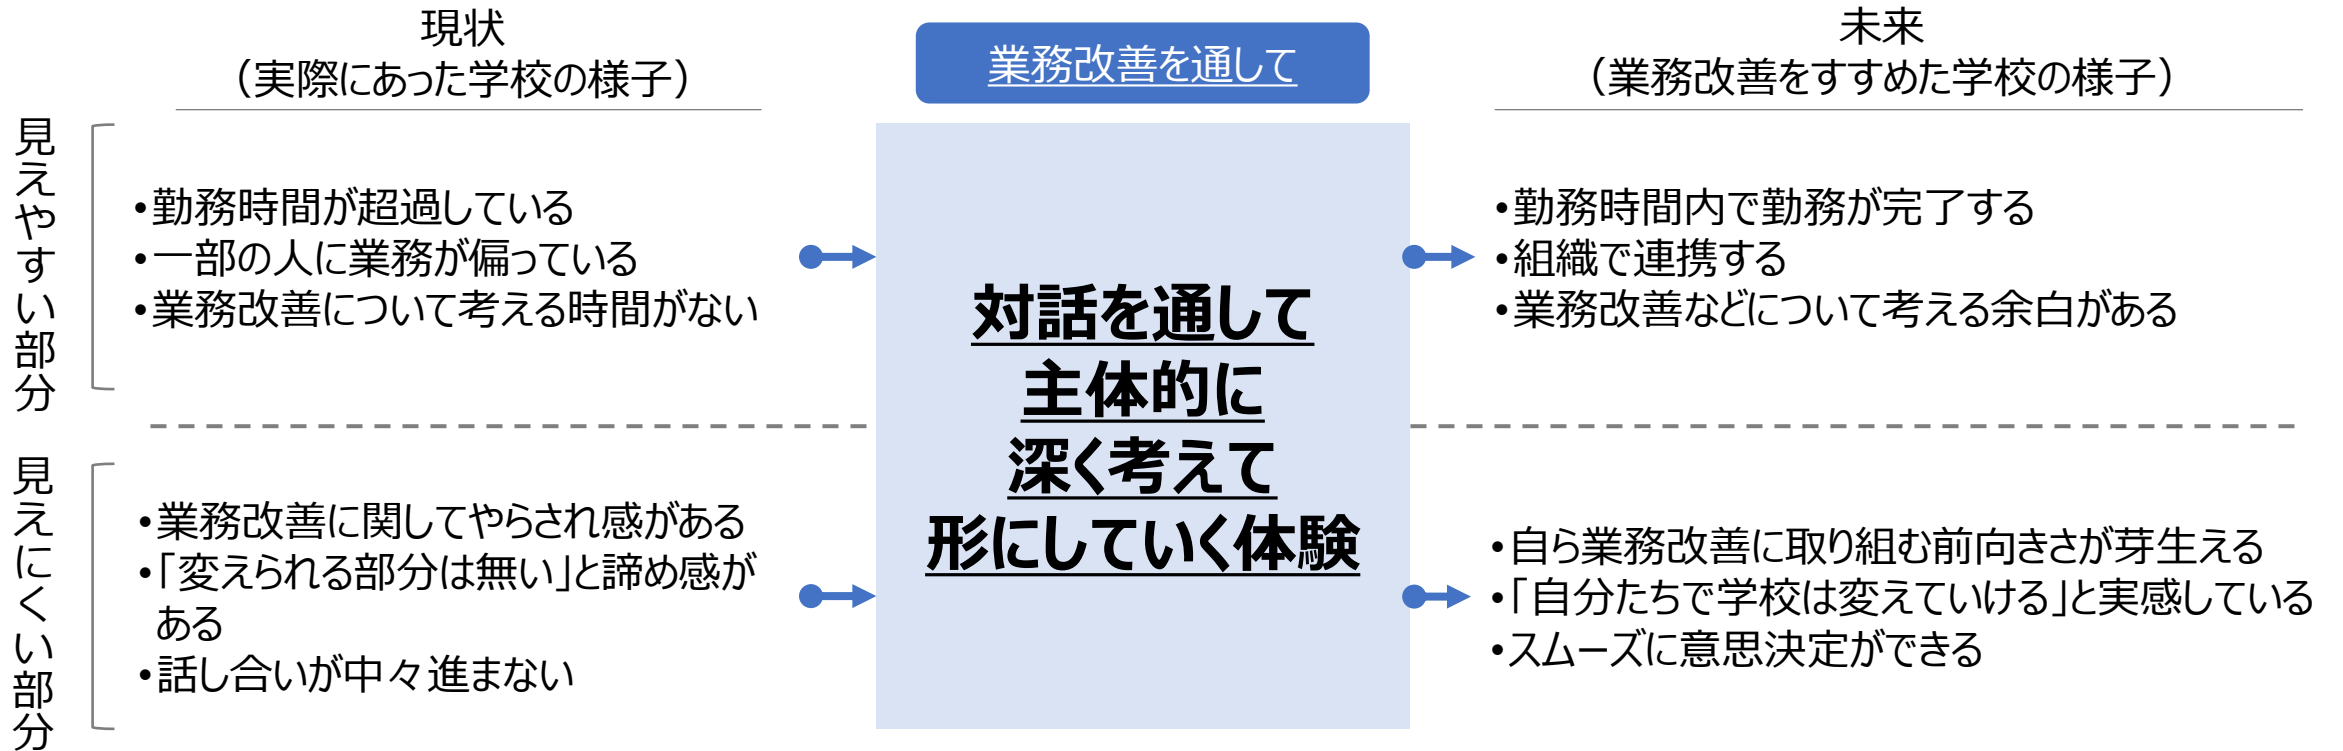 現状
（実際にあった学校の様子）
業務改善を通して
未来
（業務改善をすすめた学校の様子）
見えやすい部分
•勤務時間が超過している
•一部の人に業務が偏っている
•業務改善について考える時間がない
対話を通して
主体的に
深く考えて
形にしていく体験
•勤務時間内で勤務が完了する
•組織で連携する
•業務改善などについて考える余白がある
見えにくい部分
•業務改善に関してやらされ感がある
•「変えられる部分は無い」と諦め感が
ある
•話し合いが中々進まない
•自ら業務改善に取り組む前向きさが芽生える
•「自分たちで学校は変えていける」と実感している
•スムーズに意思決定ができる